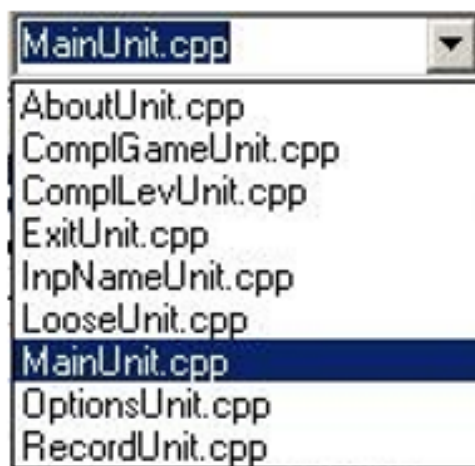 MainUnit.cpp
AboutUnit.cpp
ComplGameUnit.cpp
ComplLevUnit.cpp
ExitUnit.cpp
InpNameUnit.cpp
LooseUnit.cpp
MainUnit.cpp
OptionsUnit.cpp
RecordUnit.cpp